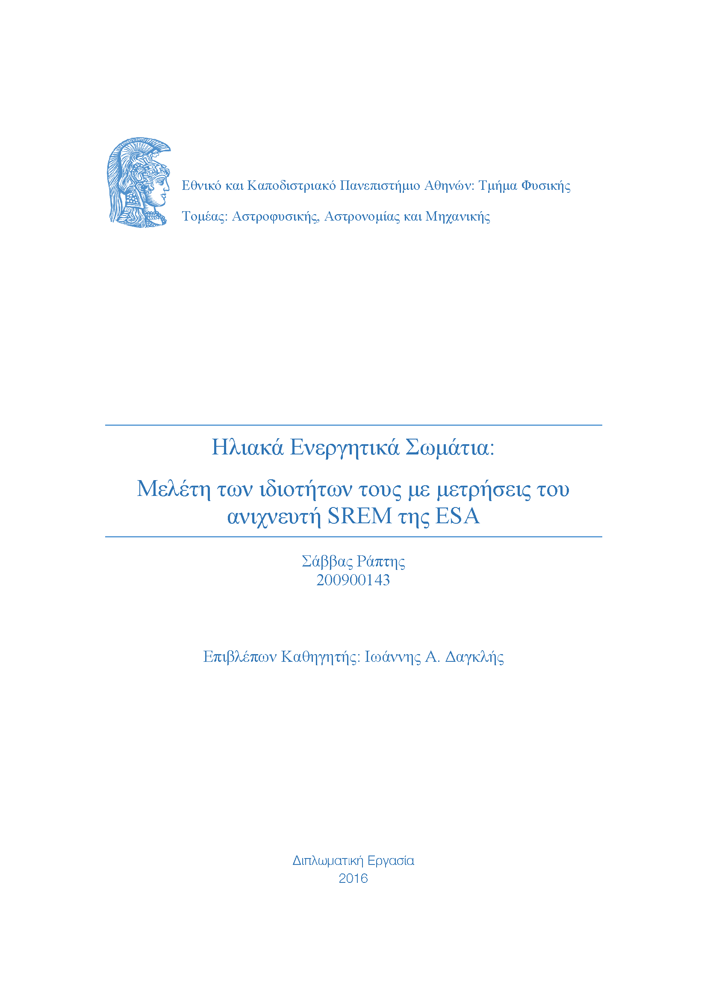 Εθνικό και Καποδιστριακό Πανεπιστήμιο Αθηνών: Τμήμα Φυσικής
Τομέας: Αστροφυσικής, Αστρονομίας και Μηχανικής
Ηλιακά Ενεργητικά Σωμάτια:
Μελέτη των ιδιοτήτων τους με μετρήσεις του
ανιχνευτή SREM της ESA
Σάββας Ράπτης
200900143
Επιβλέπων Καθηγητής: Ιωάννης Α. Δαγκλής
Διπλωματική Εργασία
2016